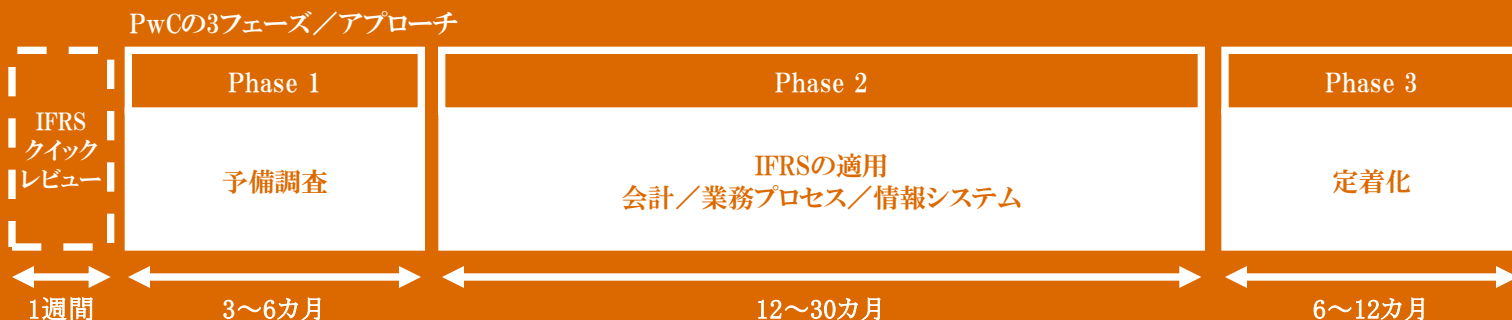 PwCの3フェーズ／アプローチ
IFRS
クイック
レビュー
Phase 1
予備調査
Phase 2
IFRSの適用
会計／業務プロセス／情報システム
Phase 3
定着化
1週間
3～6カ月
12～30カ月
6～12カ月